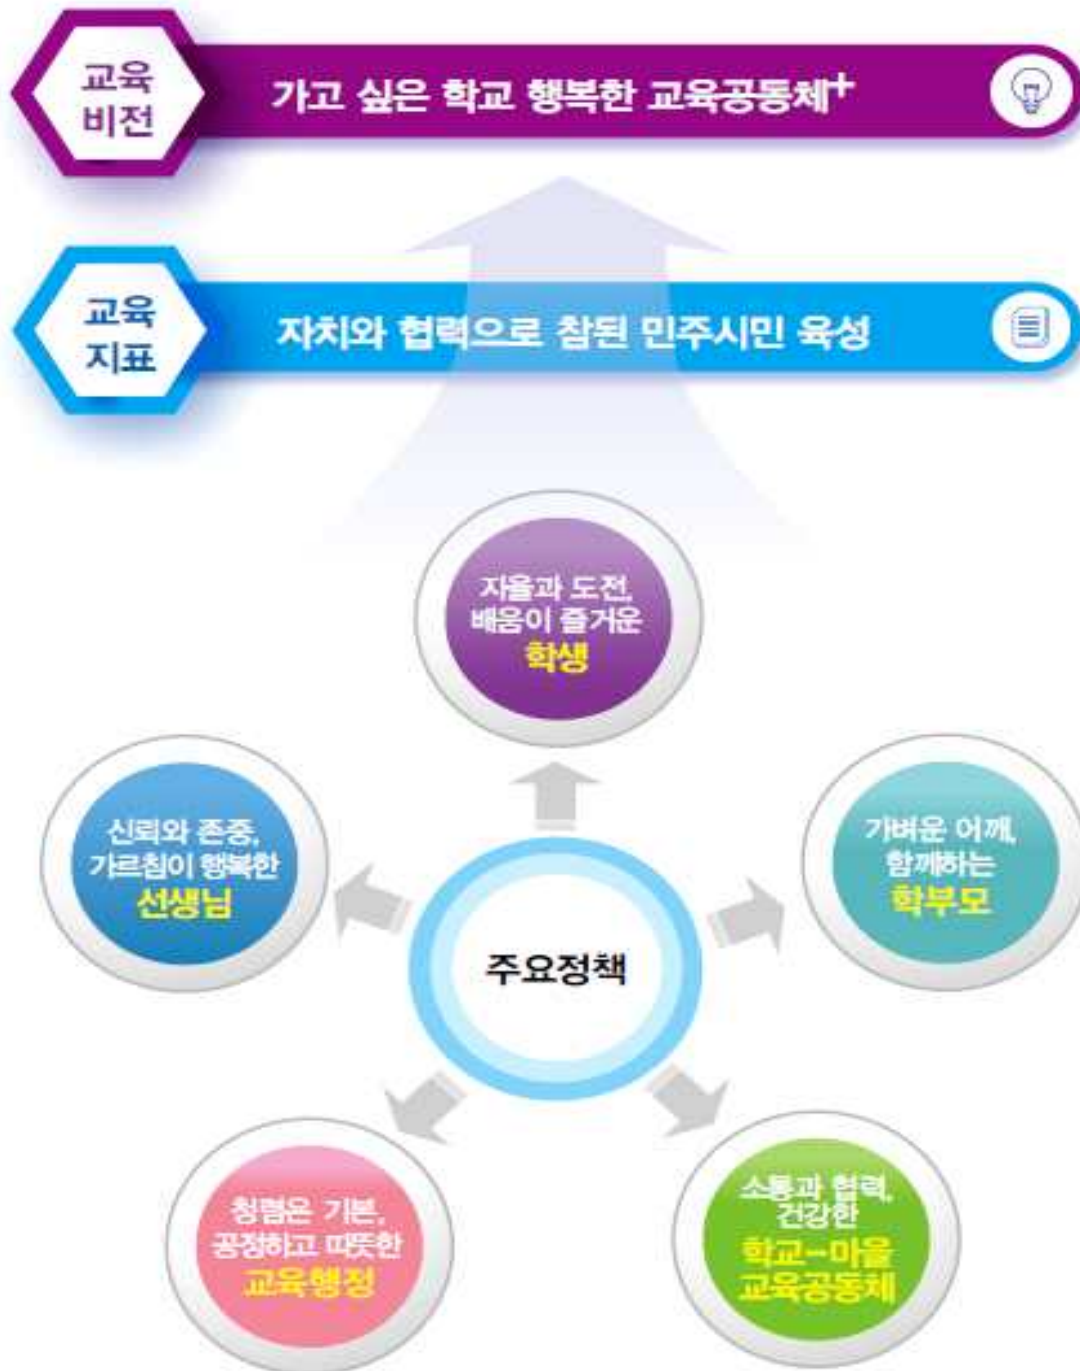 교육
비전
가고 싶은 학교 행복한 교육공동체+
교육
지표
자치와 협력으로 참된 민주시민 육성
자율과 도전,
배움이 즐거운
학생
신뢰와 존중,
가르침이 행복한
선생님
가벼운 어깨,
함께하는
학부모
주요정책
청렴은 기본,
공정하고 따뜻한
교육행정
소통과 협력,
건강한
학교-마을
교육공동체